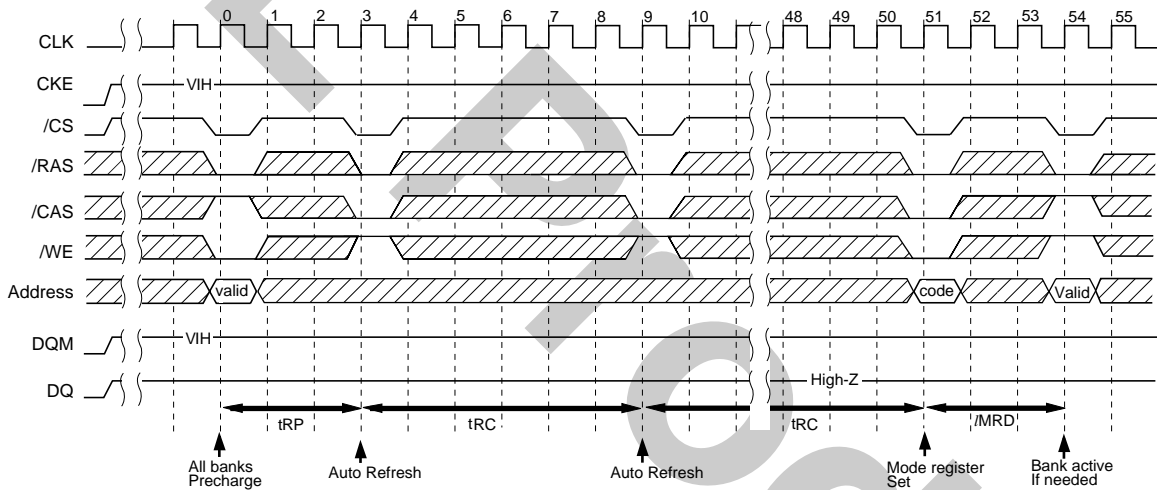 0 1 2 3 4 5 6 7 8 9 10 48 49 50 51 52 53 54 55
CLK
CKE VIH
/CS
/RAS
/CAS
/WE
Address valid code Valid
DQM VIH
DQ High-Z
tRP tRC tRC lMRD
All banks
Precharge
Auto Refresh
Auto Refresh
Mode register
Set
Bank active
If needed